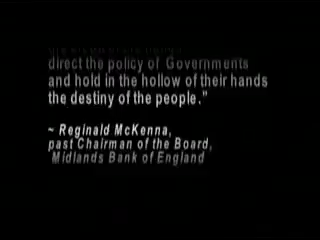 direct the policy of Governments
and hold in the hollow of their hands
the destiny of the people."
~ Reginald McKenna,
past Chairman of the Board,
Midlands Bank of England